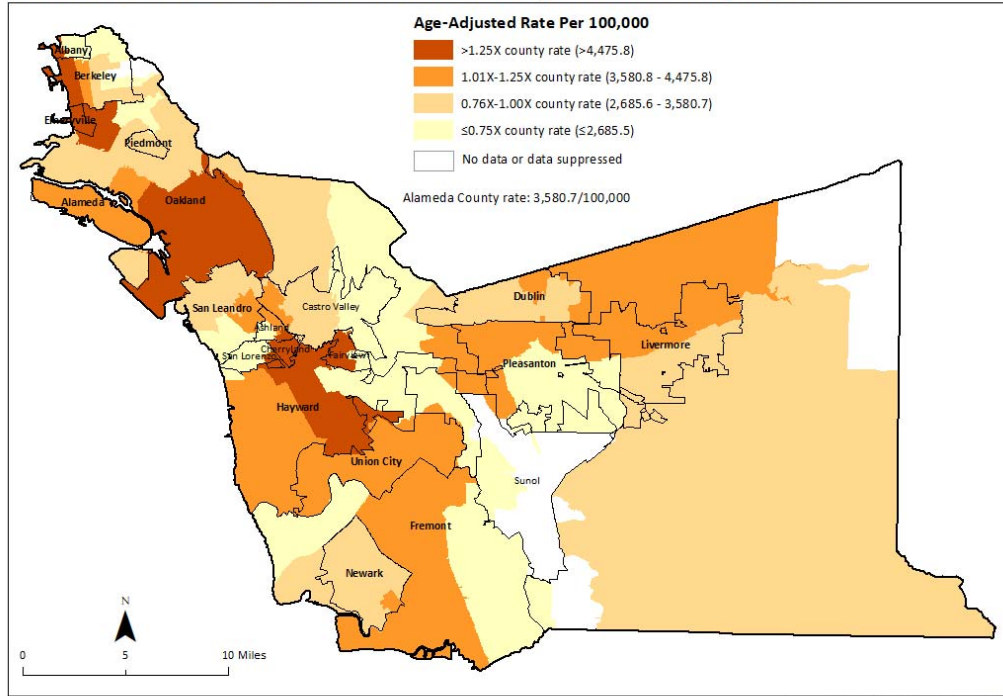 Age-Adjusted Rate Per 100,000
>1.25X county rate (>4,475.8)
1.01X-1.25X county rate (3,580.8 - 4,475.8)
0.76X-1.00X county rate (2,685.6 - 3,580.7)
≤0.75X county rate (≤2,685.5)
No data or data suppressed
Alameda County rate: 3,580.7/100,000
Albany
Berkeley
Emeryville
Piedmont
Alameda
Oakland
San Leandro
Castro Valley
Dublin
Ashland
Livermore
Cherryland
San Lorenzo
Fairview
Pleasanton
Hayward
Union City
Sunol
Fremont
Newark
N
0 5 10 Miles